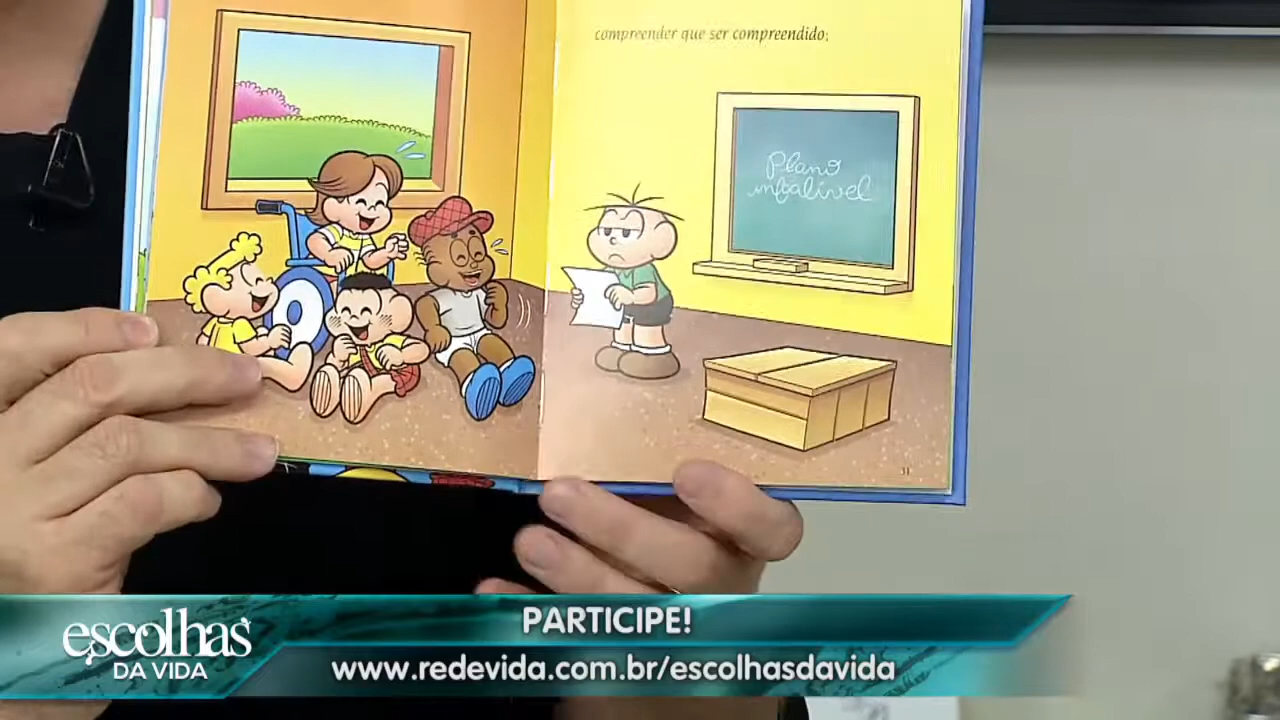 compreender que ser compreendido;
Plano
infalível
31
escolhas
DA VIDA
PARTICIPE!
www.redevida.com.br/escolhasdavida